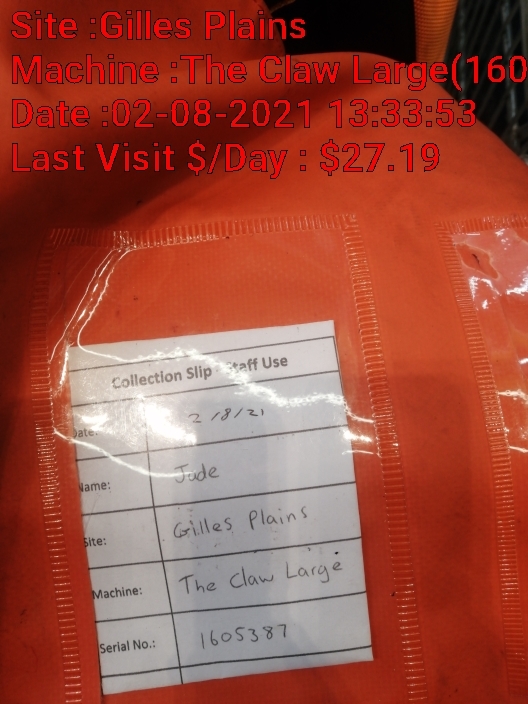 Site :Gilles Plains
Machine :The Claw Large(160
Date :02-08-2021 13:33:53
Last Visit $/Day : $27.19
Collection Slip - Staff Use
Date: 2/8/21
Name: Jude
Site: Gilles Plains
Machine: The Claw Large
Serial No.: 1605387